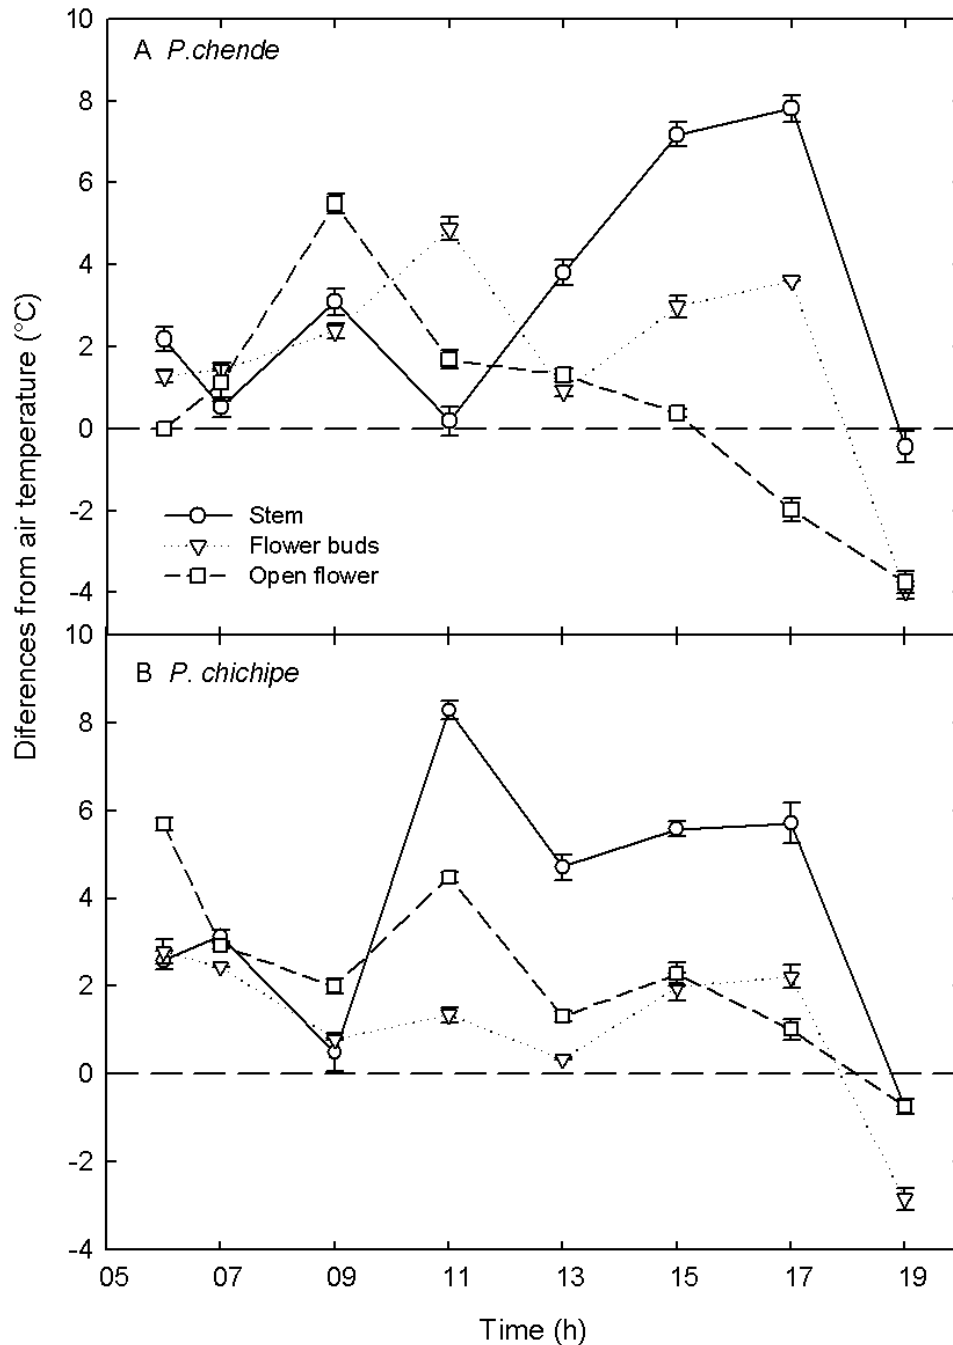 10
A P.chende
8
6
4
2
0
-2
-4
Stem
Flower buds
Open flower
Diferences from air temperature (°C)
10
B P. chichipe
8
6
4
2
0
-2
-4
05 07 09 11 13 15 17 19
Time (h)